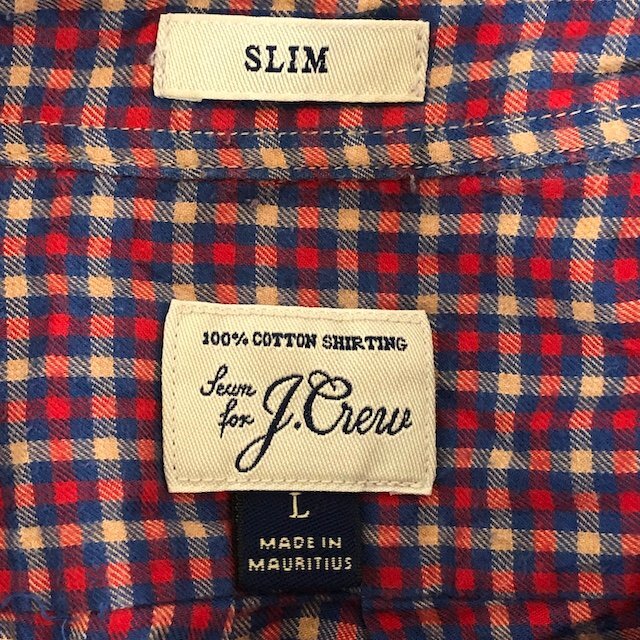 SLIM
100% COTTON SHIRTING
Sewn
for J.Crew
L
MADE IN
MAURITIUS